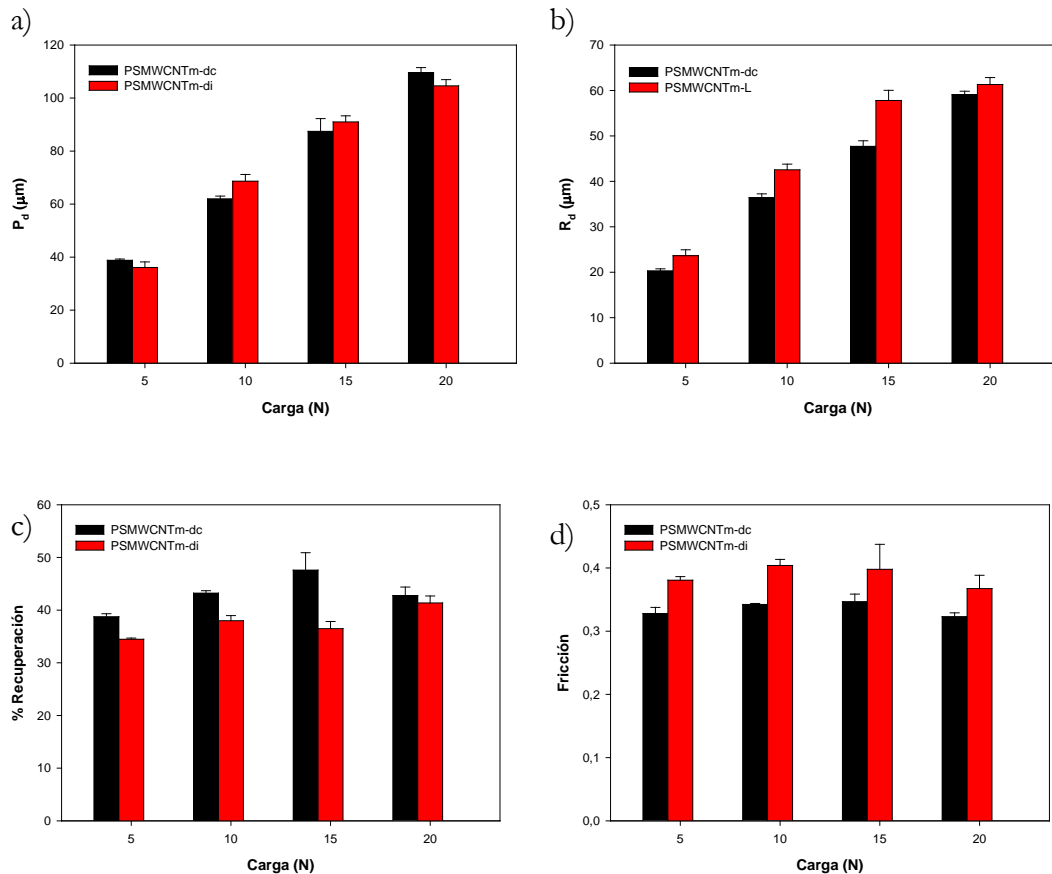 a)
PSMWCNTm-dc
PSMWCNTm-di
P_d (μm)
120
100
80
60
40
20
0
5 10 15 20
Carga (N)
b)
PSMWCNTm-dc
PSMWCNTm-L
R_d (μm)
70
60
50
40
30
20
10
0
5 10 15 20
Carga (N)
c)
PSMWCNTm-dc
PSMWCNTm-di
% Recuperación
60
50
40
30
20
10
0
5 10 15 20
Carga (N)
d)
PSMWCNTm-dc
PSMWCNTm-di
Fricción
0,5
0,4
0,3
0,2
0,1
0,0
5 10 15 20
Carga (N)